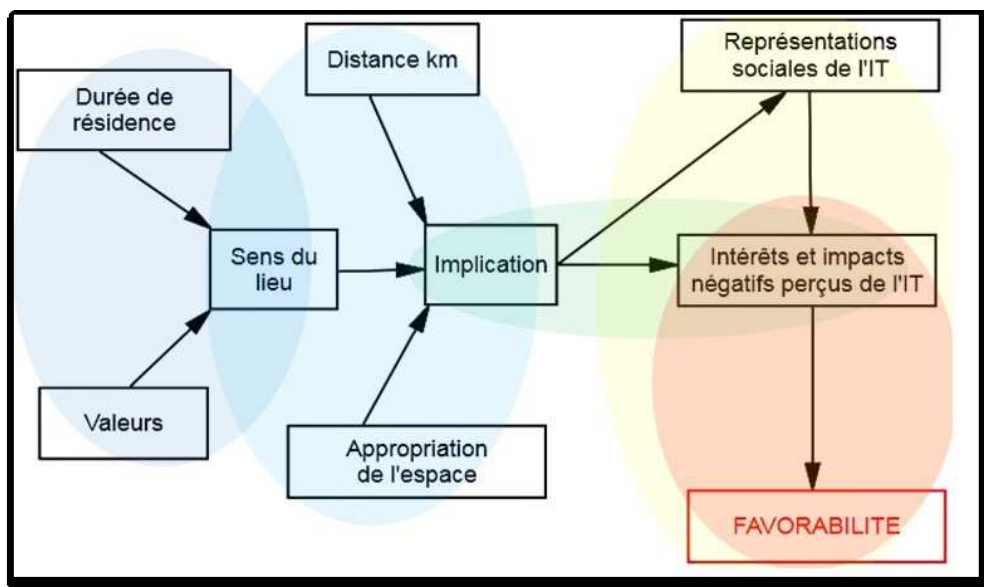 Durée de
résidence
Distance km
Représentations
sociales de l'IT
Sens du
lieu
Implication
Intérêts et impacts
négatifs perçus de l'IT
Valeurs
Appropriation
de l'espace
FAVORABILITE